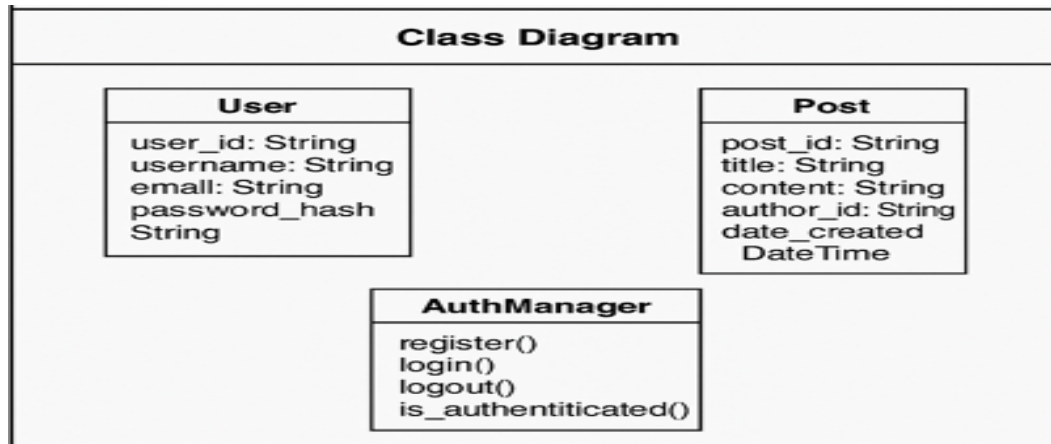 Class Diagram
User
user_id: String
username: String
emall: String
password_hash
String
Post
post_id: String
title: String
content: String
author_id: String
date_created
DateTime
AuthManager
register()
login()
logout()
is_authentiticated()